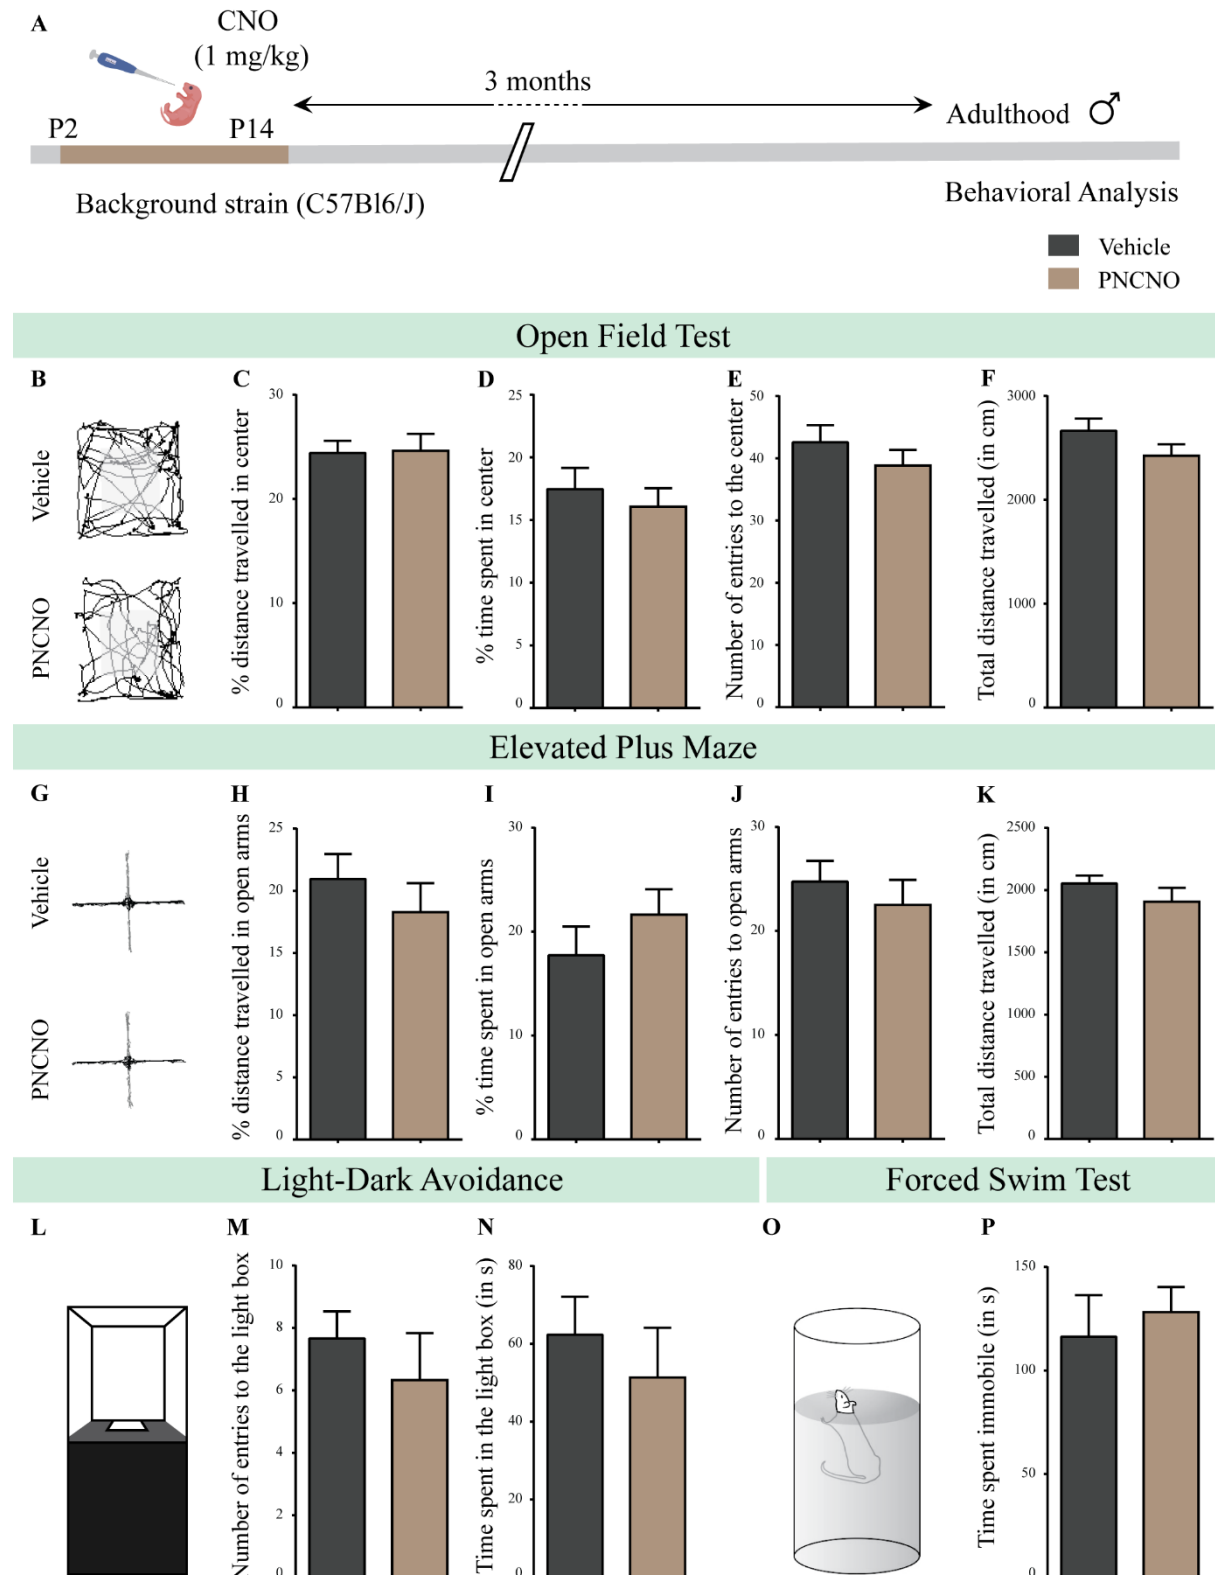 A
CNO
(1 mg/kg)
3 months
P2
P14
Adulthood ♂
Background strain (C57Bl6/J)
Behavioral Analysis
Vehicle
PNCNO
Open Field Test
B
Vehicle
PNCNO
C
% distance travelled in center
30
20
10
0
D
% time spent in center
25
20
15
10
5
0
E
Number of entries to the center
50
40
30
20
10
0
F
Total distance travelled (in cm)
3000
2000
1000
0
Elevated Plus Maze
G
Vehicle
PNCNO
H
% distance travelled in open arms
25
20
15
10
5
0
I
% time spent in open arms
30
20
10
0
J
Number of entries to open arms
30
20
10
0
K
Total distance travelled (in cm)
2500
2000
1500
1000
500
0
Light-Dark Avoidance
Forced Swim Test
L
M
Number of entries to the light box
10
8
6
4
2
0
N
Time spent in the light box (in s)
80
60
40
20
0
O
P
Time spent immobile (in s)
150
100
50
0